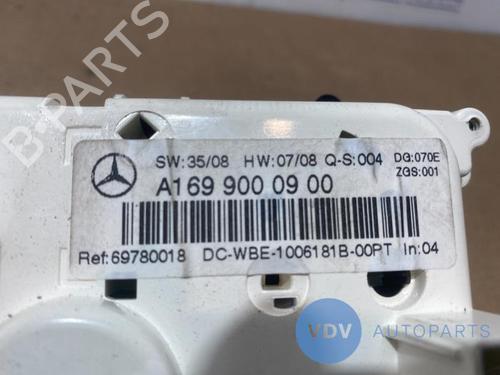 B-PARTS
SW:35/08 HW:07/08 Q-S:004 DG:070E
ZGS:001
A169 900 09 00
Ref:69780018 DC-WBE-1006181B-00PT In:04
VDV AUTOPARTS